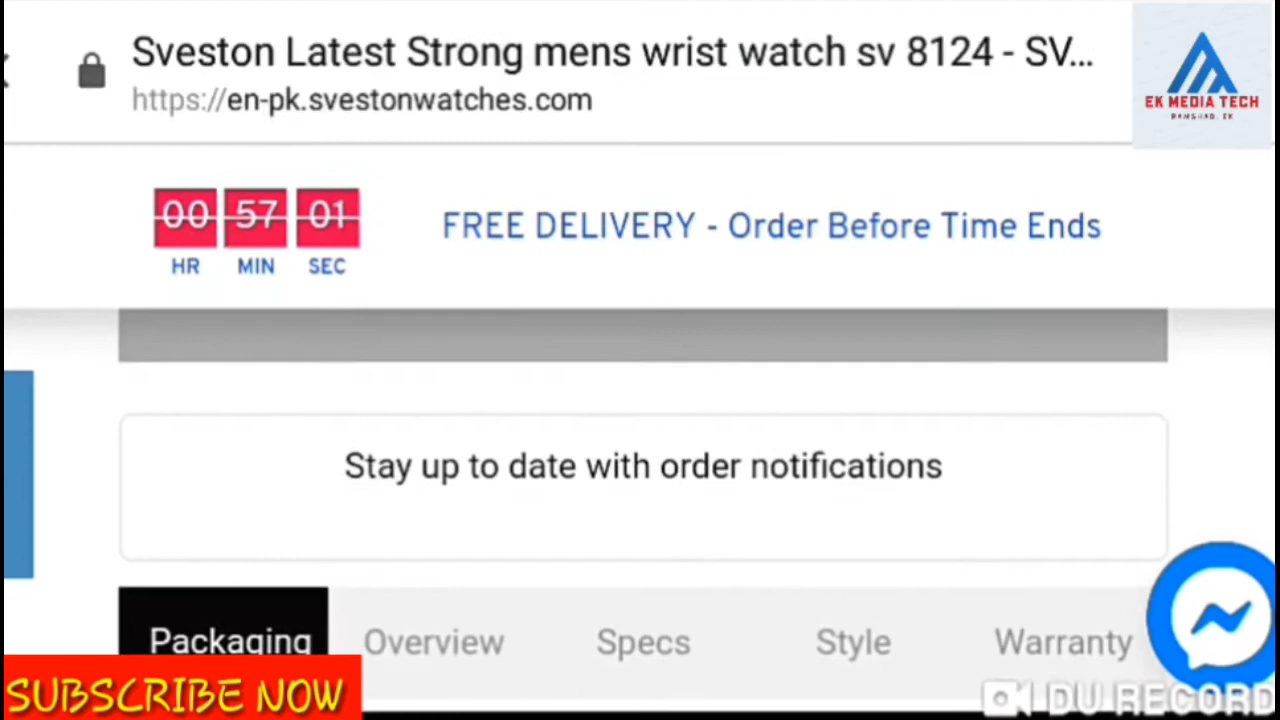 Sveston Latest Strong mens wrist watch sv 8124 - SV...
https://en-pk.svestonwatches.com
EK MEDIA TECH
00 57 01
HR MIN SEC
FREE DELIVERY - Order Before Time Ends
Stay up to date with order notifications
Packaging Overview Specs Style Warranty
SUBSCRIBE NOW
DU RECORD